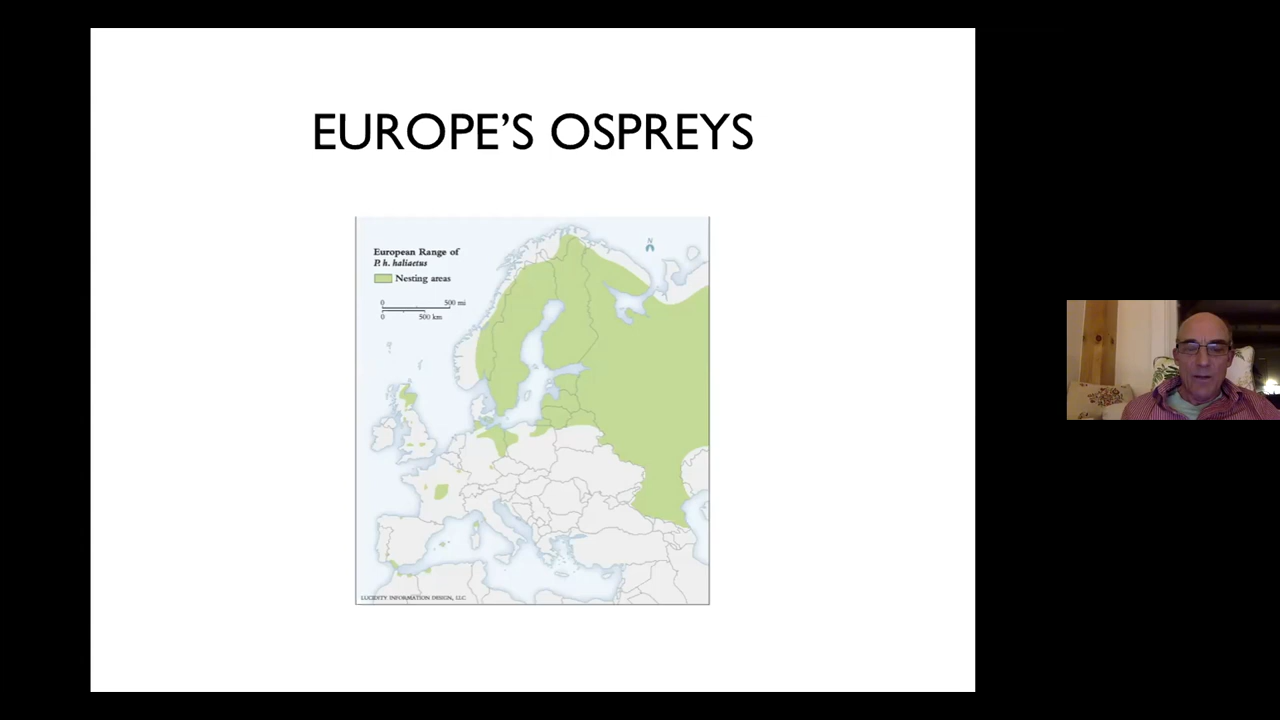 EUROPE'S OSPREYS
European Range of
P. h. haliaetus
Nesting areas
N
0 500 mi
0 500 km
LUCIDITY INFORMATION DESIGN, LLC